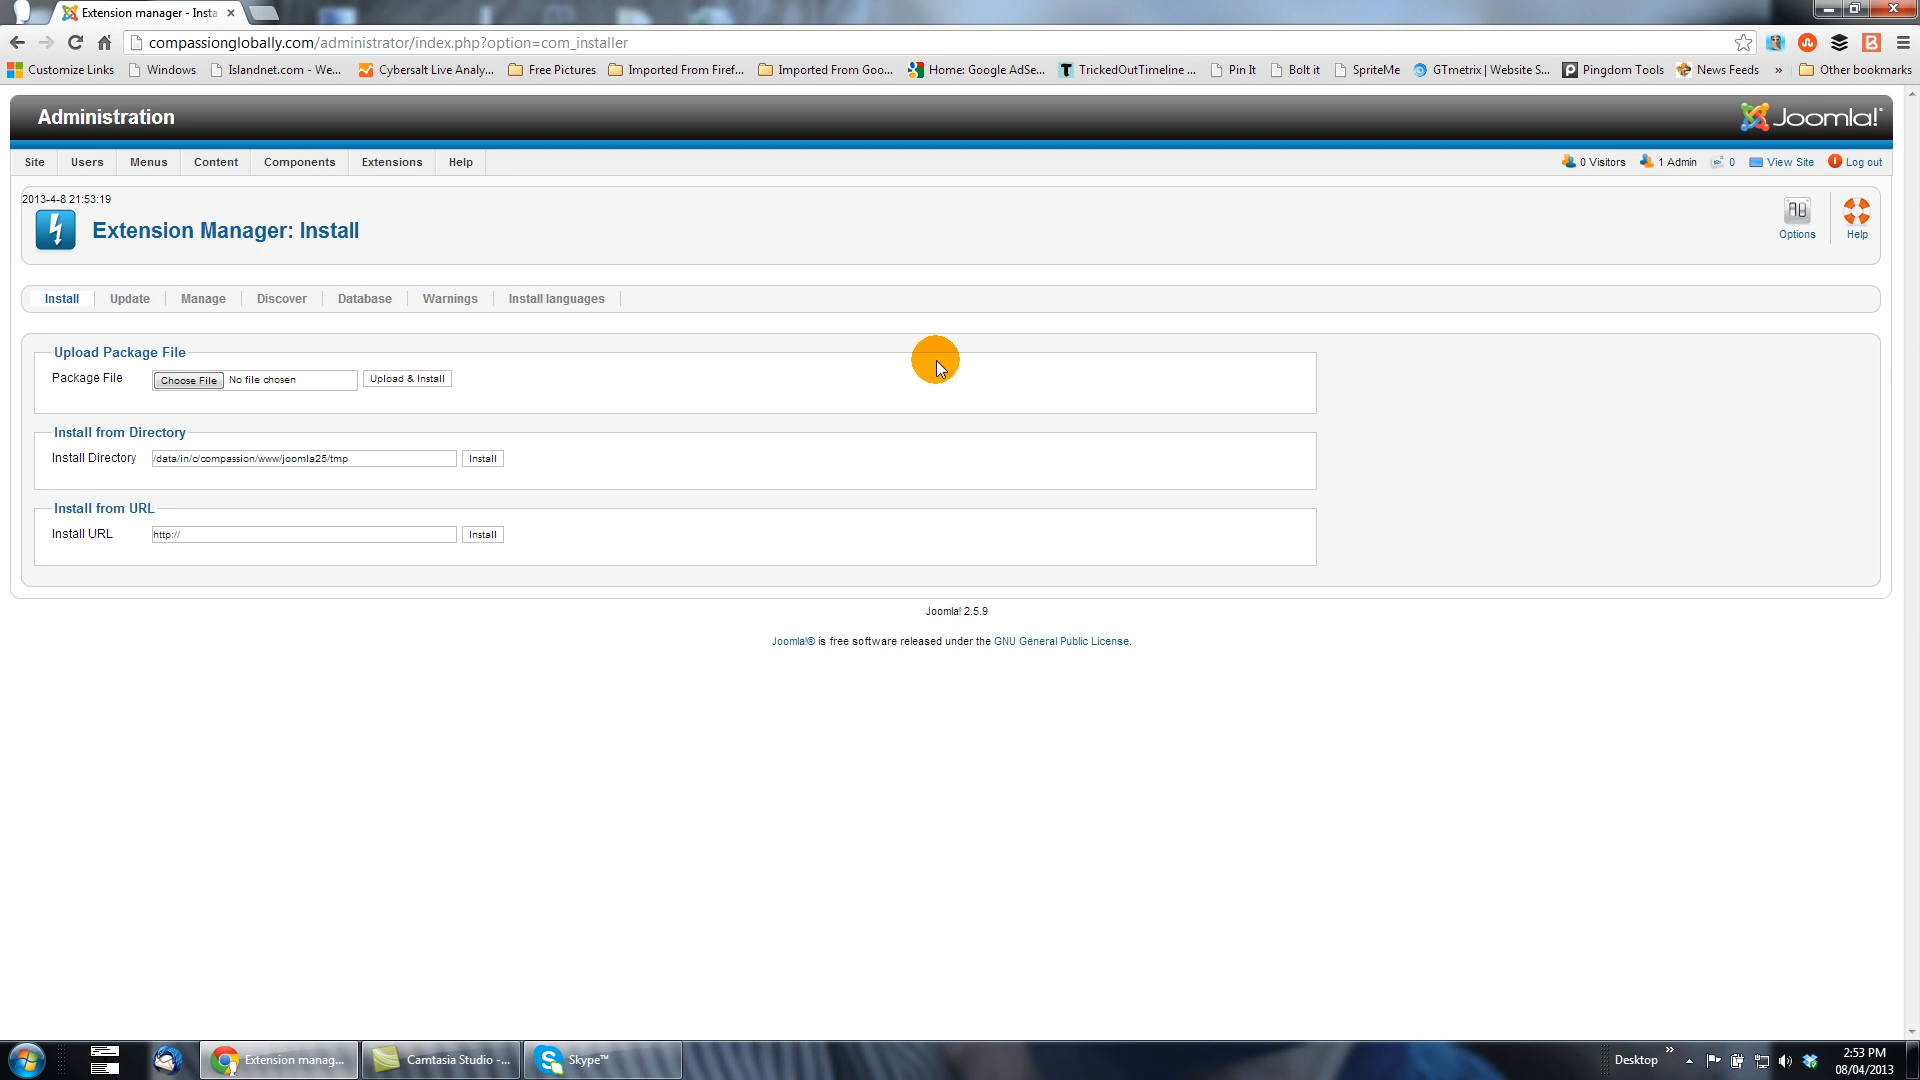 Extension manager - Insta
compassionglobally.com/administrator/index.php?option=com_installer
Customize Links Windows Islandnet.com - We... Cybersalt Live Analy... Free Pictures Imported From Firef... Imported From Goo... Home: Google AdSe... TrickedOutTimeline ... Pin It Bolt it SpriteMe GTmetrix | Website S... Pingdom Tools News Feeds » Other bookmarks
Administration Joomla!
Site Users Menus Content Components Extensions Help 0 Visitors 1 Admin 0 View Site Log out
2013-4-8 21:53:19
Extension Manager: Install
Options Help
Install Update Manage Discover Database Warnings Install languages
Upload Package File
Package File Choose File No file chosen Upload & Install
Install from Directory
Install Directory /data/in/c/compassion/www/joomla25/tmp Install
Install from URL
Install URL http:// Install
Joomla! 2.5.9
Joomla!® is free software released under the GNU General Public License.
Extension manag... Camtasia Studio -... Skype™ Desktop » 2:53 PM
08/04/2013